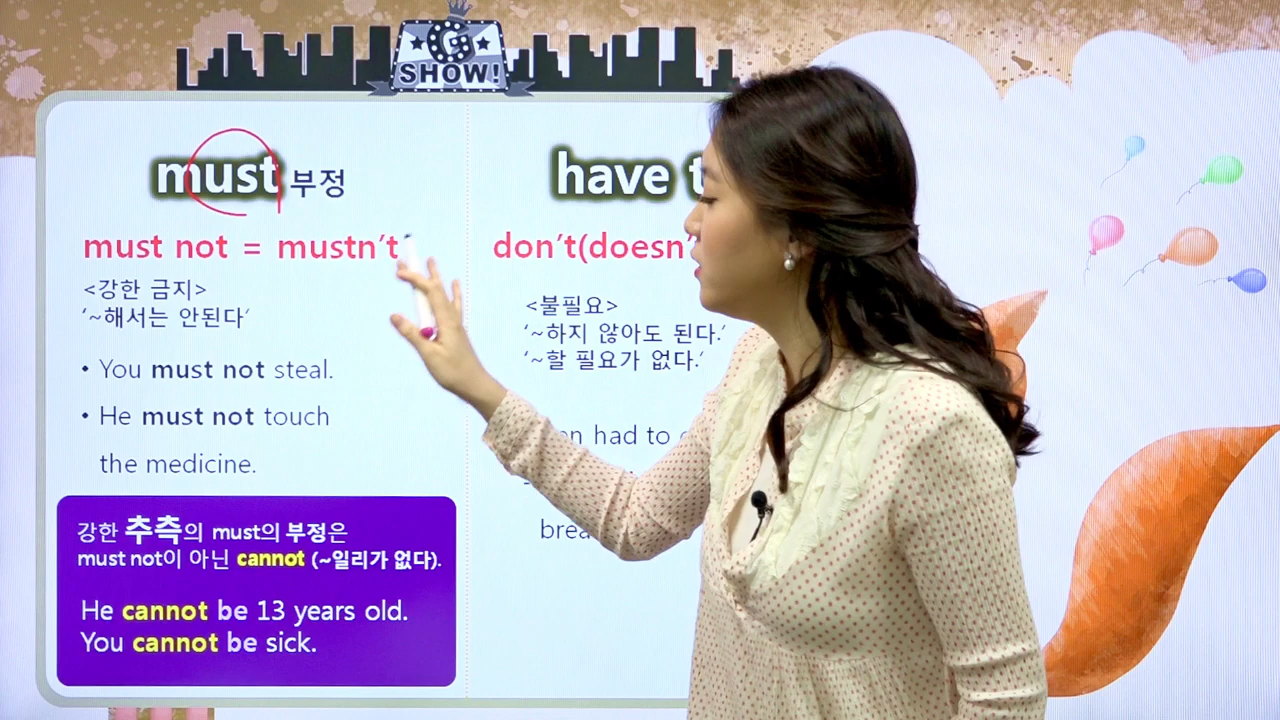 G
SHOW!
must 부정
must not = mustn't
<강한 금지>
'~해서는 안된다'
• You must not steal.
• He must not touch
the medicine.
강한 추측의 must의 부정은
must not이 아닌 cannot (~일리가 없다).
He cannot be 13 years old.
You cannot be sick.
have
don't(doesn'
<불필요>
'~하지 않아도 된다.'
'~할 필요가 없다.'
had to